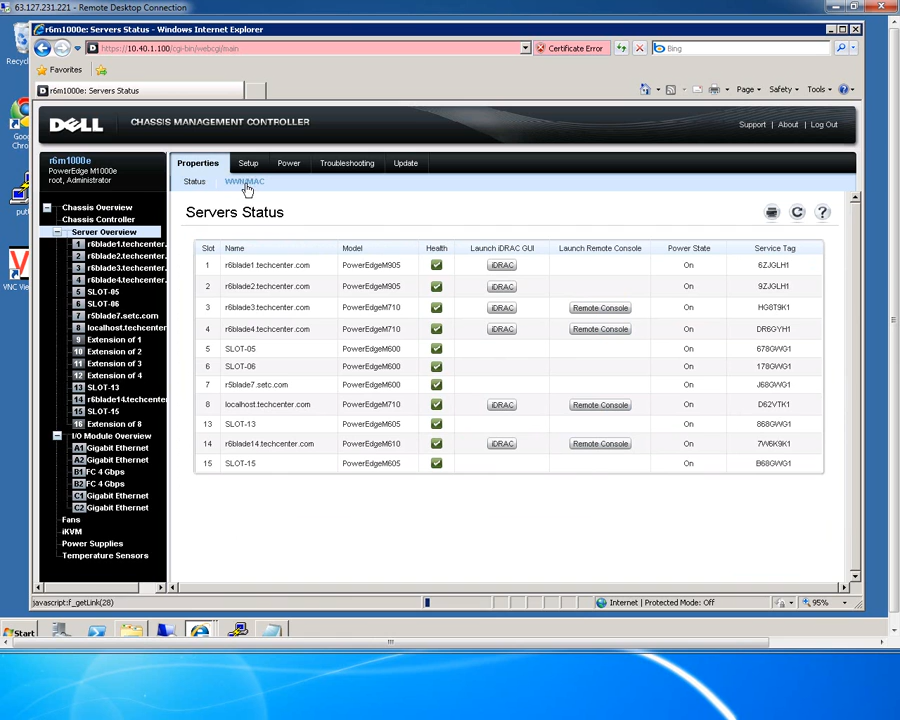 63.127.231.221 - Remote Desktop Connection
r6m1000e: Servers Status - Windows Internet Explorer
https://10.40.1.100/cgi-bin/webcgi/main
Certificate Error
Bing
Favorites
r6m1000e: Servers Status
Page
Safety
Tools
DELL
CHASSIS MANAGEMENT CONTROLLER
Support | About | Log Out
r6m1000e
PowerEdge M1000e
root, Administrator
Properties Setup Power Troubleshooting Update
Status WWN/MAC
Chassis Overview
Chassis Controller
Server Overview
1 r6blade1.techcenter.
2 r6blade2.techcenter.
3 r6blade3.techcenter.
4 r6blade4.techcenter.
5 SLOT-05
6 SLOT-06
7 r5blade7.setc.com
8 localhost.techcenter
9 Extension of 1
10 Extension of 2
11 Extension of 3
12 Extension of 4
13 SLOT-13
14 r6blade14.techcente
15 SLOT-15
16 Extension of 8
I/O Module Overview
A1 Gigabit Ethernet
A2 Gigabit Ethernet
B1 FC 4 Gbps
B2 FC 4 Gbps
C1 Gigabit Ethernet
C2 Gigabit Ethernet
Fans
iKVM
Power Supplies
Temperature Sensors
Servers Status
Slot Name Model Health Launch iDRAC GUI Launch Remote Console Power State Service Tag
1 r6blade1.techcenter.com PowerEdgeM905 iDRAC On 6ZJGLH1
2 r6blade2.techcenter.com PowerEdgeM905 iDRAC On 9ZJGLH1
3 r6blade3.techcenter.com PowerEdgeM710 iDRAC Remote Console On HG8T9K1
4 r6blade4.techcenter.com PowerEdgeM710 iDRAC Remote Console On DR6GYH1
5 SLOT-05 PowerEdgeM600 On 678GWG1
6 SLOT-06 PowerEdgeM600 On 178GWG1
7 r5blade7.setc.com PowerEdgeM600 On J68GWG1
8 localhost.techcenter.com PowerEdgeM710 iDRAC Remote Console On D62VTK1
13 SLOT-13 PowerEdgeM605 On 868GWG1
14 r6blade14.techcenter.com PowerEdgeM610 iDRAC Remote Console On 7W6K9K1
15 SLOT-15 PowerEdgeM605 On B68GWG1
javascript:f_getLink(28)
Internet | Protected Mode: Off
95%
Start